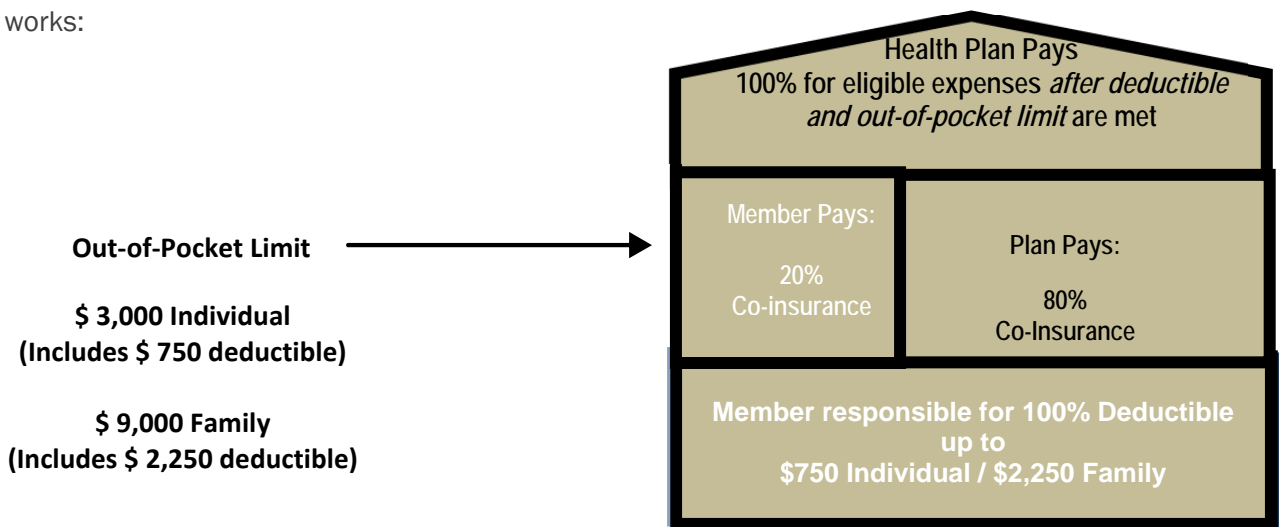 works:
Health Plan Pays
100% for eligible expenses after deductible
and out-of-pocket limit are met
Out-of-Pocket Limit
$ 3,000 Individual
(Includes $ 750 deductible)
$ 9,000 Family
(Includes $ 2,250 deductible)
Member Pays:
20%
Co-insurance
Plan Pays:
80%
Co-Insurance
Member responsible for 100% Deductible
up to
$750 Individual / $2,250 Family